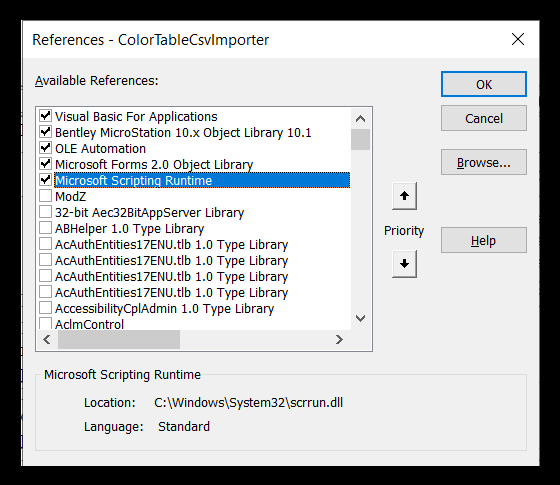 References - ColorTableCsvImporter
Available References:
Visual Basic For Applications
Bentley MicroStation 10.x Object Library 10.1
OLE Automation
Microsoft Forms 2.0 Object Library
Microsoft Scripting Runtime
ModZ
32-bit Aec32BitAppServer Library
ABHelper 1.0 Type Library
AcAuthEntities17ENU.tlb 1.0 Type Library
AcAuthEntities17ENU.tlb 1.0 Type Library
AcAuthEntities17ENU.tlb 1.0 Type Library
AcAuthEntities17ENU.tlb 1.0 Type Library
AccessibilityCplAdmin 1.0 Type Library
AclmControl
OK
Cancel
Browse...
Priority
Help
Microsoft Scripting Runtime
Location: C:\Windows\System32\scrrun.dll
Language: Standard